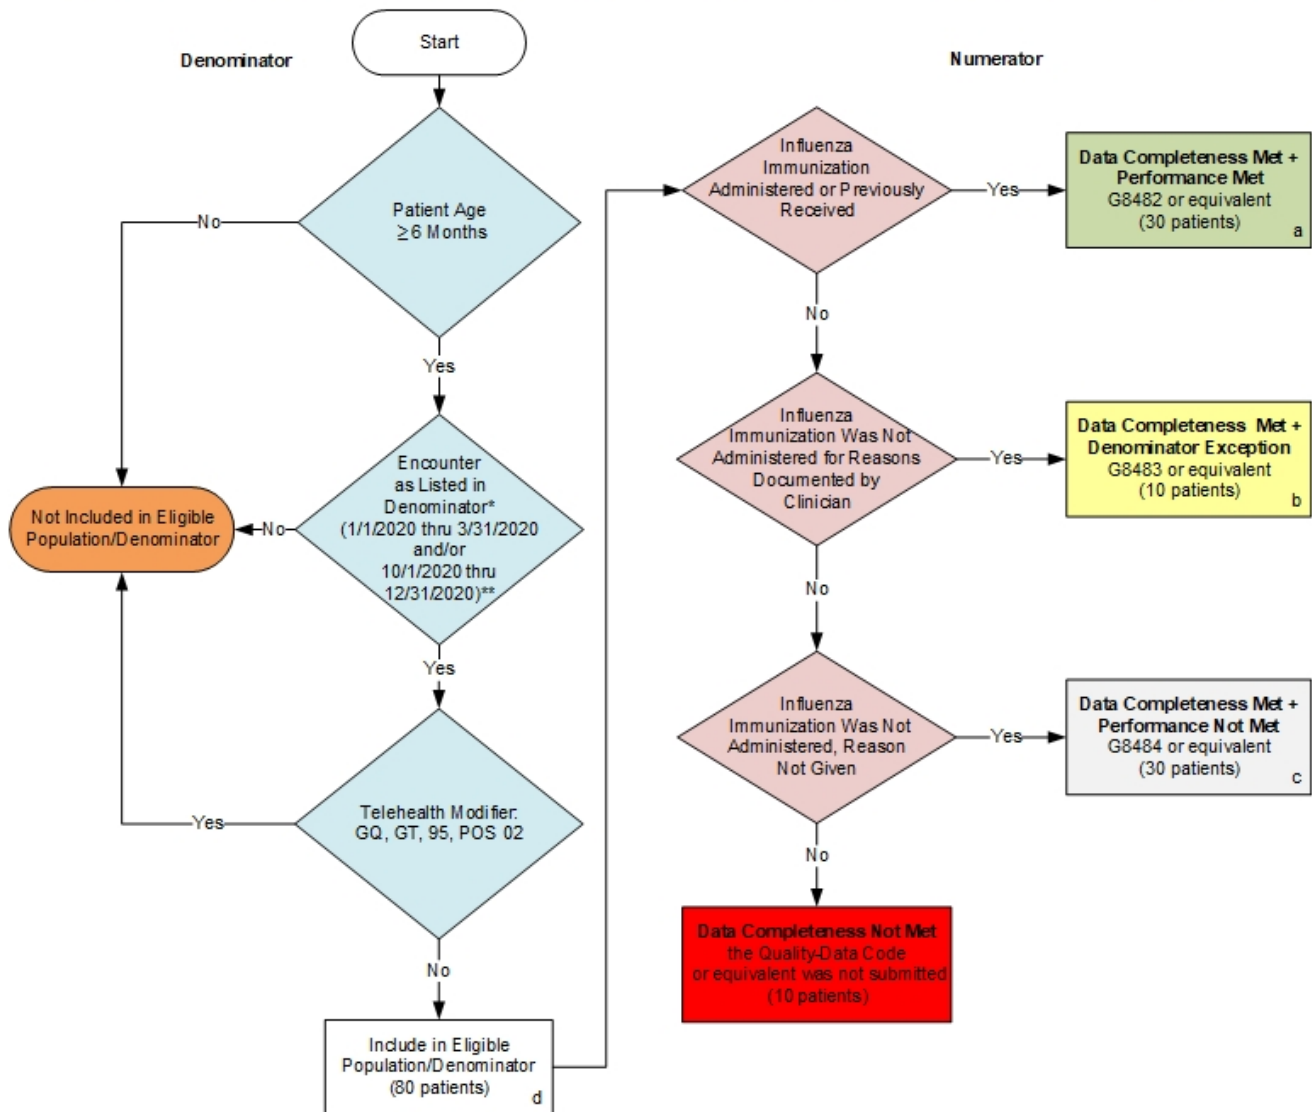 Start
Denominator
Patient Age
≥ 6 Months
No
Yes
Encounter
as Listed in
Denominator*
(1/1/2020 thru 3/31/2020
and/or
10/1/2020 thru
12/31/2020)**
No
Not Included in Eligible
Population/Denominator
Yes
Telehealth Modifier:
GQ, GT, 95, POS 02
Yes
No
Include in Eligible
Population/Denominator
(80 patients)
d
Numerator
Influenza
Immunization
Administered or Previously
Received
Yes
Data Completeness Met +
Performance Met
G8482 or equivalent
(30 patients)
a
No
Influenza
Immunization Was Not
Administered for Reasons
Documented by
Clinician
Yes
Data Completeness Met +
Denominator Exception
G8483 or equivalent
(10 patients)
b
No
Influenza
Immunization Was Not
Administered, Reason
Not Given
Yes
Data Completeness Met +
Performance Not Met
G8484 or equivalent
(30 patients)
c
No
Data Completeness Not Met
the Quality-Data Code
or equivalent was not submitted
(10 patients)